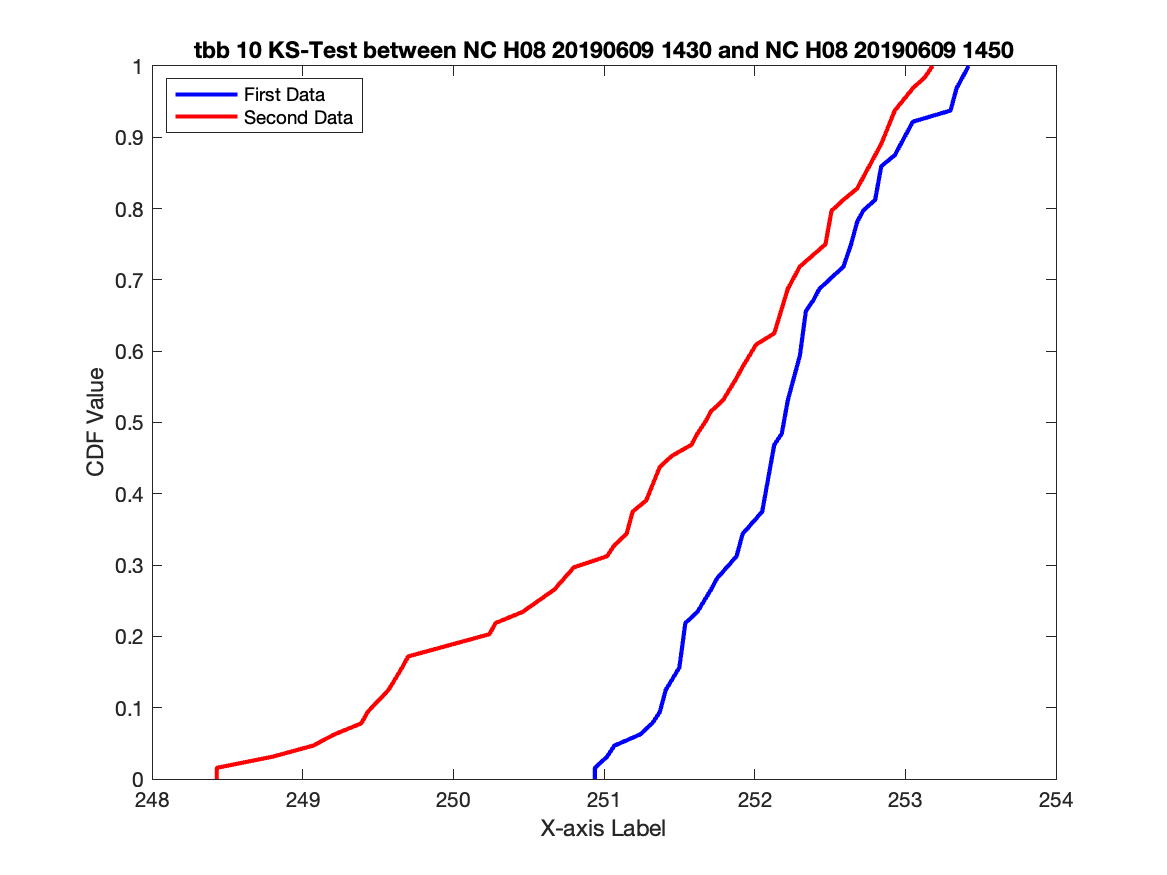 tbb 10 KS-Test between NC H08 20190609 1430 and NC H08 20190609 1450
First Data
Second Data
1
0.9
0.8
0.7
0.6
0.5
0.4
0.3
0.2
0.1
0
CDF Value
248 249 250 251 252 253 254
X-axis Label